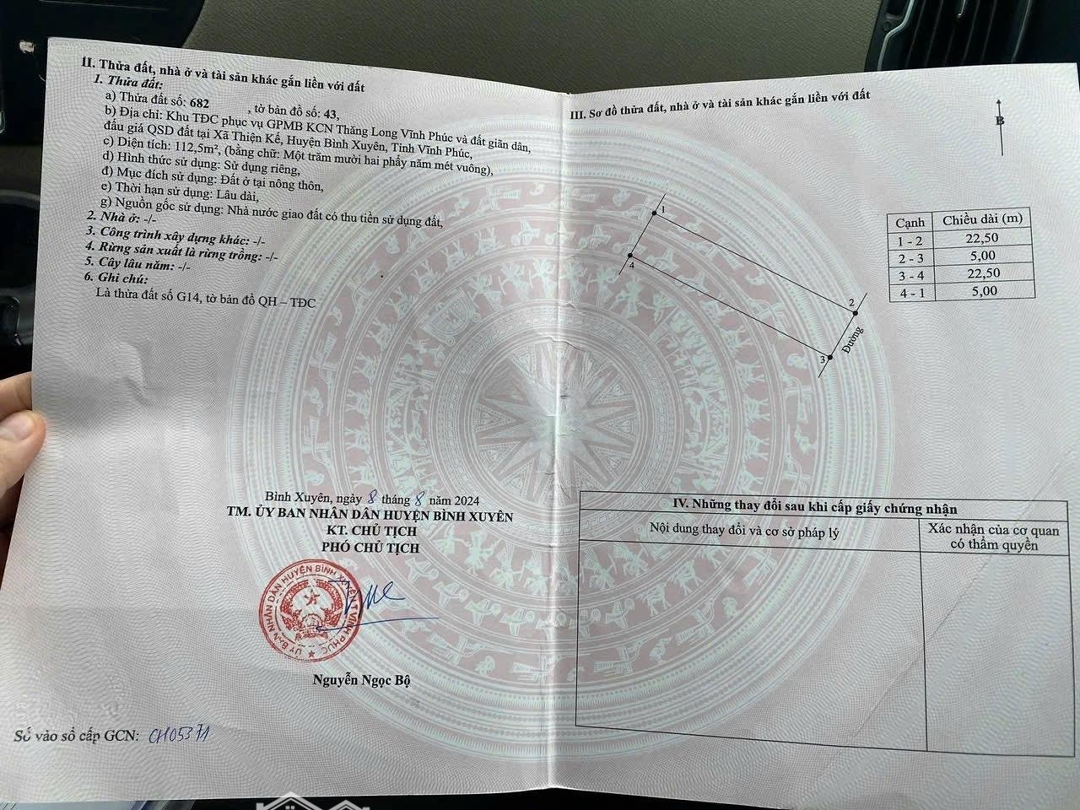 II. Thửa đất, nhà ở và tài sản khác gắn liền với đất
1. Thửa đất:
a) Thửa đất số: 682 , tờ bản đồ số: 43,
b) Địa chỉ: Khu TĐC phục vụ GPMB KCN Thăng Long Vĩnh Phúc và đất giãn dân,
đấu giá QSD đất tại Xã Thiện Kế, Huyện Bình Xuyên, Tỉnh Vĩnh Phúc,
c) Diện tích: 112,5m², (bằng chữ: Một trăm mười hai phẩy năm mét vuông),
d) Hình thức sử dụng: Sử dụng riêng,
đ) Mục đích sử dụng: Đất ở tại nông thôn,
e) Thời hạn sử dụng: Lâu dài,
g) Nguồn gốc sử dụng: Nhà nước giao đất có thu tiền sử dụng đất,
2. Nhà ở: -/-
3. Công trình xây dựng khác: -/-
4. Rừng sản xuất là rừng trồng: -/-
5. Cây lâu năm: -/-
6. Ghi chú:
Là thửa đất số G14, tờ bản đồ QH – TĐC
Bình Xuyên, ngày 8 tháng 8 năm 2024
TM. ỦY BAN NHÂN DÂN HUYỆN BÌNH XUYÊN
KT. CHỦ TỊCH
PHÓ CHỦ TỊCH
ỦY BAN NHÂN DÂN HUYỆN BÌNH XUYÊN T. VĨNH PHÚC
Nguyễn Ngọc Bộ
Số vào sổ cấp GCN: CH05371
III. Sơ đồ thửa đất, nhà ở và tài sản khác gắn liền với đất
B
1
2
3
4
Đường
Cạnh Chiều dài (m)
1 - 2 22,50
2 - 3 5,00
3 - 4 22,50
4 - 1 5,00
IV. Những thay đổi sau khi cấp giấy chứng nhận
Nội dung thay đổi và cơ sở pháp lý
Xác nhận của cơ quan
có thẩm quyền